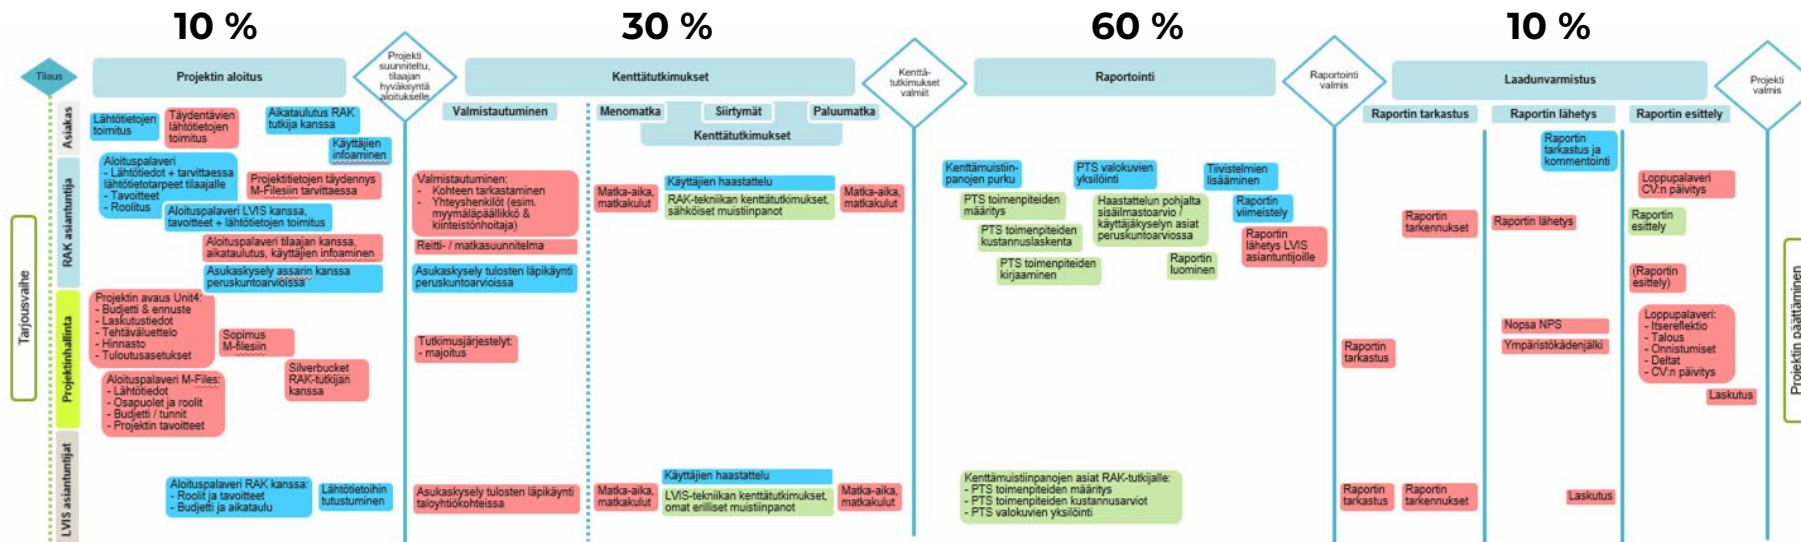 10 %
30 %
60 %
10 %
Tilaus
Projektin aloitus
Projekti
suunniteltu,
tilaajan
hyväksyntä
aloitukselle
Kenttätutkimukset
Kenttä-
tutkimukset
valmiit
Raportointi
Raportointi
valmis
Laadunvarmistus
Projekti
valmis
Valmistautuminen
Menomatka
Siirtymät
Paluumatka
Kenttätutkimukset
Raportin tarkastus
Raportin lähetys
Raportin esittely
Tarjousvaihe
Asiakas
Lähtötietojen
toimitus
Täydentävien
lähtötietojen
toimitus
Aikataulutus RAK
tutkija kanssa
Käyttäjien
infoaminen
Raportin
tarkastus ja
kommentointi
RAK asiantuntija
Aloituspalaveri
- Lähtötiedot + tarvittaessa
lähtötietotarpeet tilaajalle
- Tavoitteet
- Roolitus
Projektitietojen täydennys
M-Filesiin tarvittaessa
Aloituspalaveri LVIS kanssa,
tavoitteet + lähtötietojen toimitus
Aloituspalaveri tilaajan kanssa,
aikataulutus, käyttäjien infoaminen
Asukaskysely assarin kanssa
peruskuntoarvioissa
Valmistautuminen:
- Kohteen tarkastaminen
- Yhteyshenkilöt (esim.
myymäläpäällikkö &
kiinteistönhoitaja)
Reitti- / matkasuunnitelma
Asukaskysely tulosten läpikäynti
peruskuntoarvioissa
Matka-aika,
matkakulut
Käyttäjien haastattelu
RAK-tekniikan kenttätutkimukset,
sähköiset muistiinpanot
Matka-aika,
matkakulut
Kenttämuistiin-
panojen purku
PTS valokuvien
yksilöinti
Tiivistelmien
lisääminen
PTS toimenpiteiden
määritys
Haastattelun pohjalta
sisäilmastoarvio /
käyttäjäkyselyn asiat
peruskuntoarviossa
Raportin
viimeistely
PTS toimenpiteiden
kustannuslaskenta
Raportin
lähetys LVIS
asiantuntijoille
PTS toimenpiteiden
kirjaaminen
Raportin
luominen
Raportin
tarkennukset
Raportin lähetys
Loppupalaveri
CV:n päivitys
Raportin
esittely
(Raportin
esittely)
Projektinhallinta
Projektin avaus Unit4:
- Budjetti & ennuste
- Laskutustiedot
- Tehtäväluettelo
- Hinnasto
- Tuloutusasetukset
Sopimus
M-filesiin
Silverbucket
RAK-tutkijan
kanssa
Aloituspalaveri M-Files:
- Lähtötiedot
- Osapuolet ja roolit
- Budjetti / tunnit
- Projektin tavoitteet
Tutkimusjärjestelyt:
- majoitus
Raportin
tarkastus
Nopsa NPS
Ympäristökädenjälki
Loppupalaveri:
- Itsereflektio
- Talous
- Onnistumiset
- Deltat
- CV:n päivitys
Laskutus
Projektin päättäminen
LVIS asiantuntijat
Aloituspalaveri RAK kanssa:
- Roolit ja tavoitteet
- Budjetti ja aikataulu
Lähtötietoihin
tutustuminen
Asukaskysely tulosten läpikäynti
taloyhtiökohteissa
Matka-aika,
matkakulut
Käyttäjien haastattelu
LVIS-tekniikan kenttätutkimukset,
omat erilliset muistiinpanot
Matka-aika,
matkakulut
Kenttämuistiinpanojen asiat RAK-tutkijalle:
- PTS toimenpiteiden määritys
- PTS toimenpiteiden kustannusarviot
- PTS valokuvien yksilöinti
Raportin
tarkastus
Raportin
tarkennukset
Laskutus